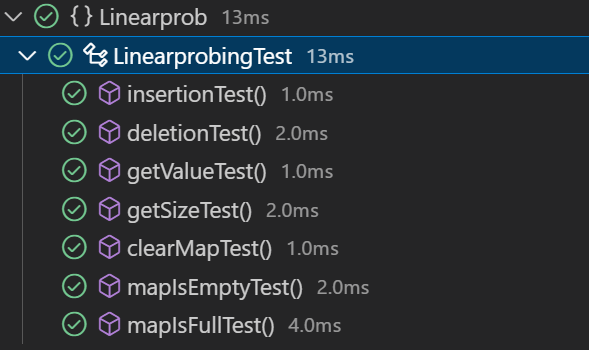 {} Linearprob 13ms
LinearprobingTest 13ms
insertionTest() 1.0ms
deletionTest() 2.0ms
getValueTest() 1.0ms
getSizeTest() 2.0ms
clearMapTest() 1.0ms
mapIsEmptyTest() 2.0ms
mapIsFullTest() 4.0ms